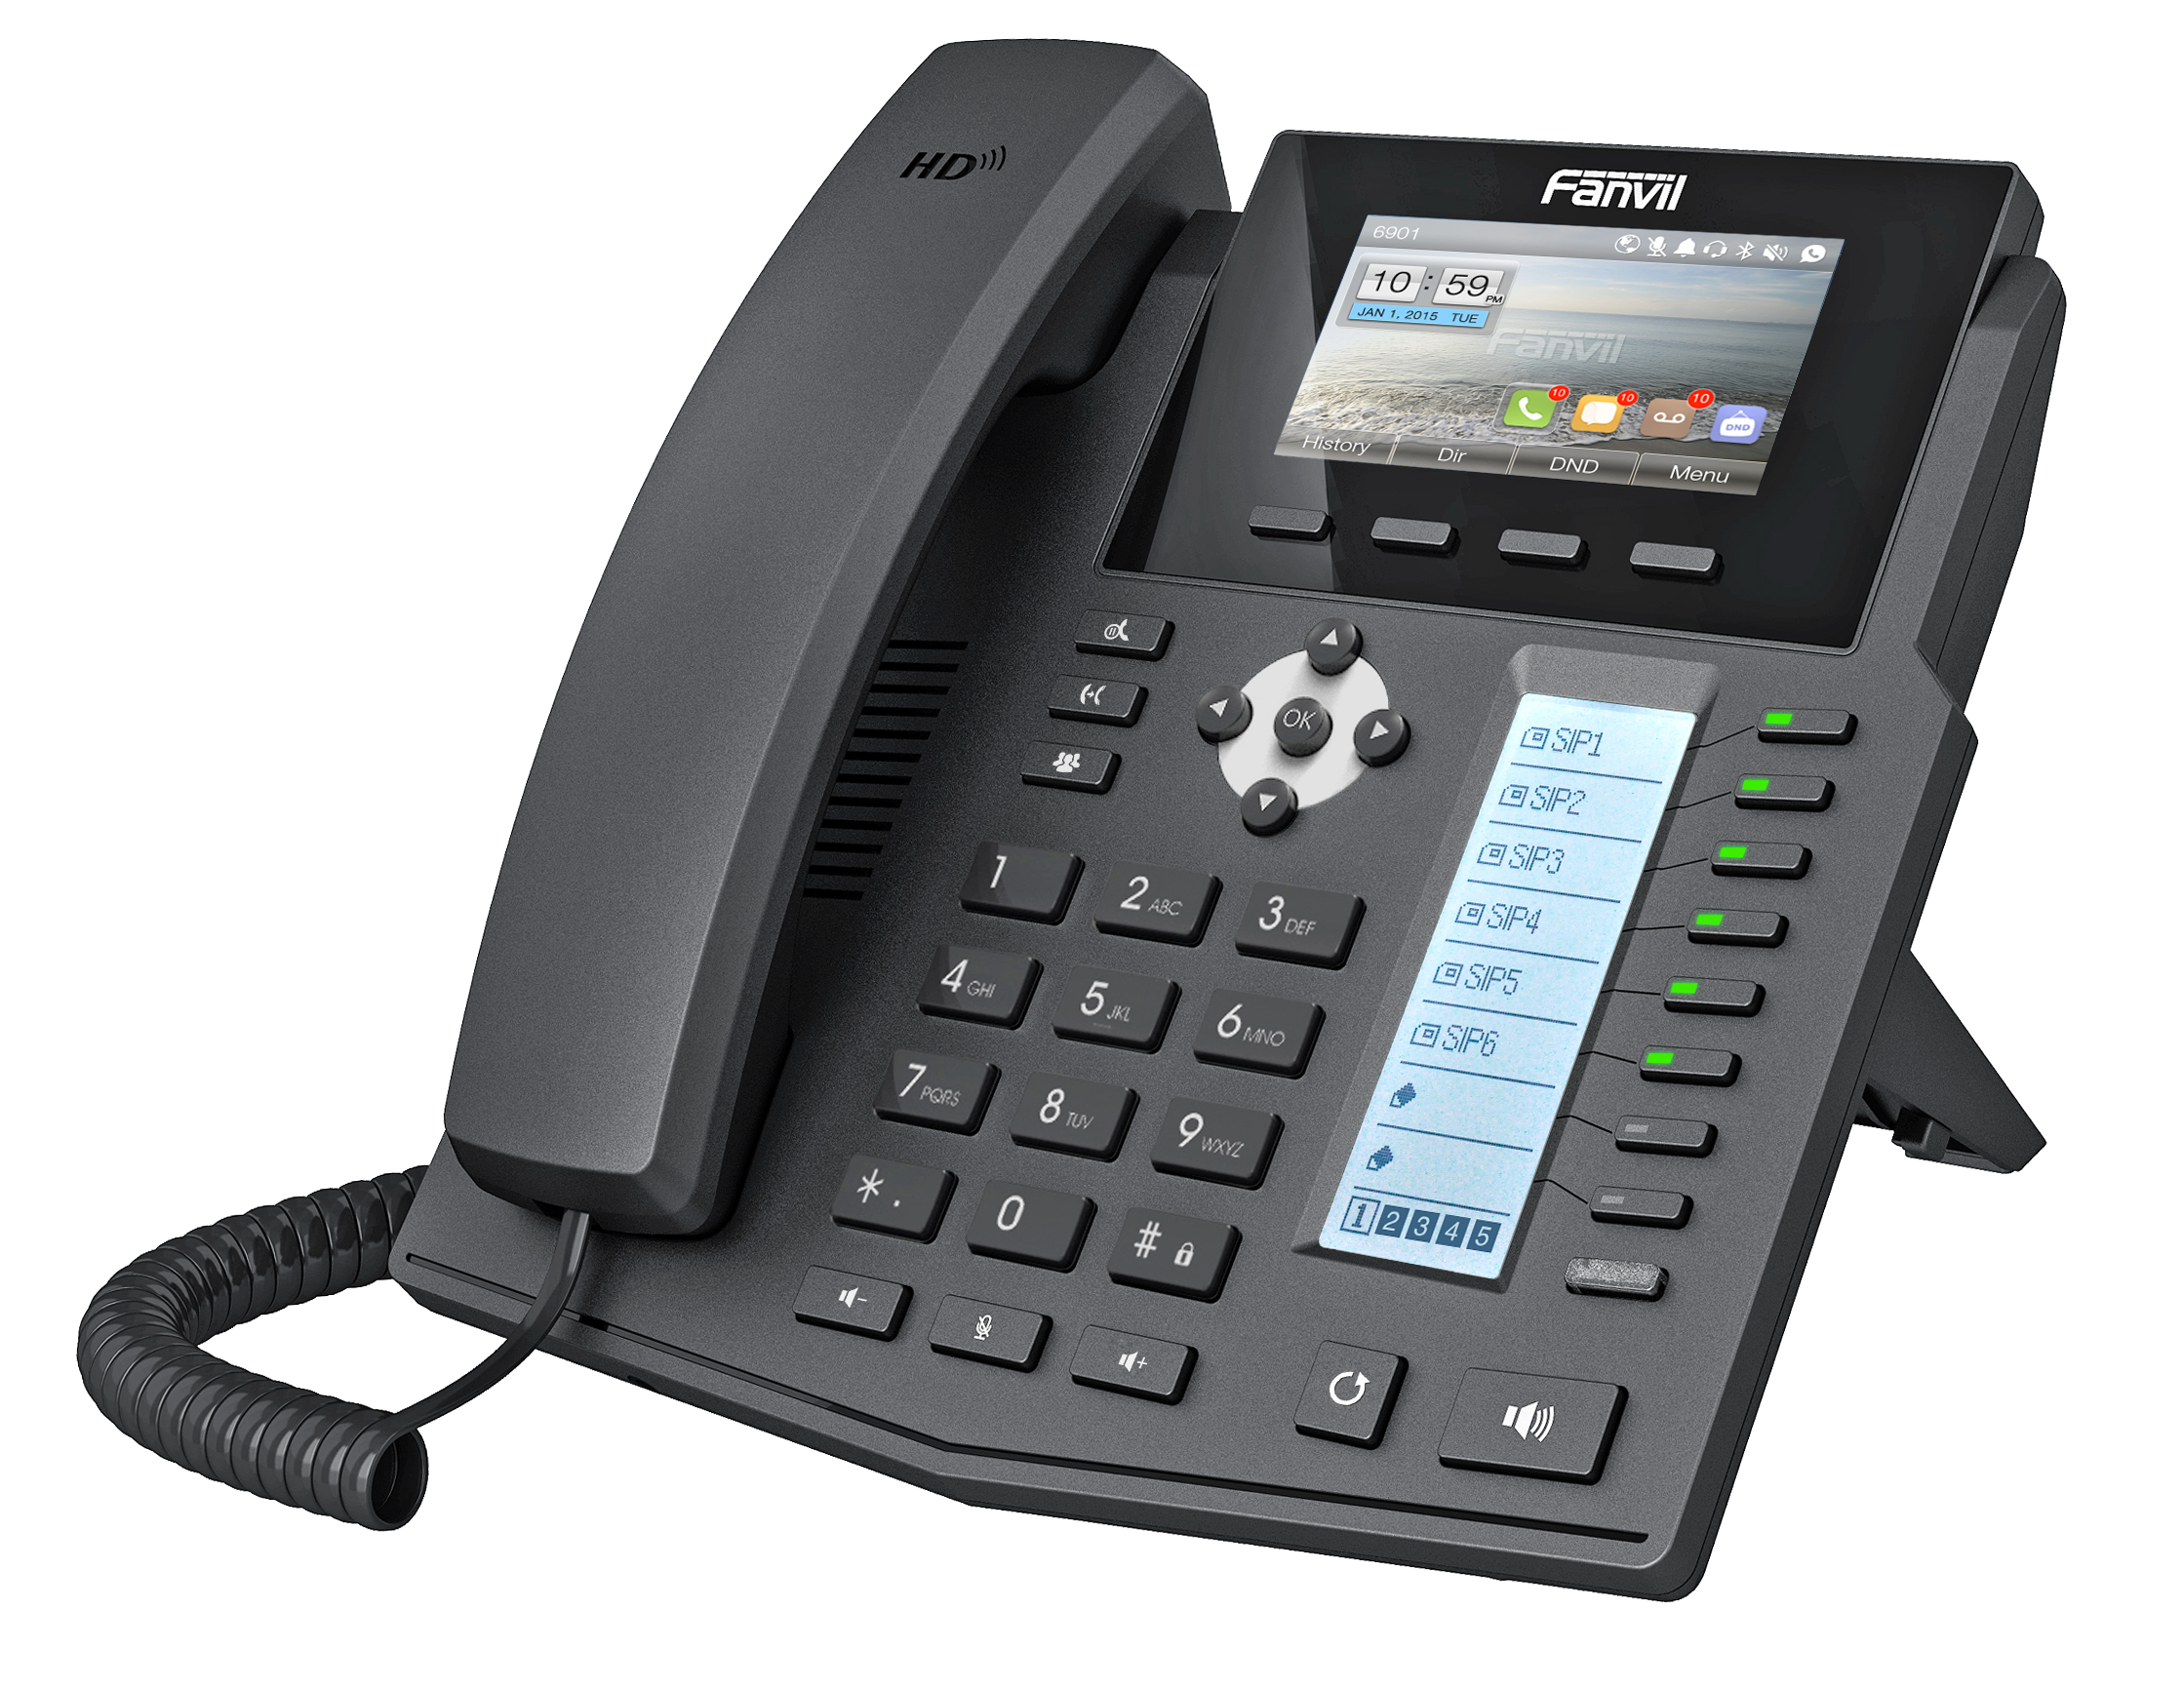 HD
Fanvil
6901
10 : 59 PM
JAN 1, 2015 TUE
Fanvil
10 10 10
DND
History Dir DND Menu
OK
SIP1
SIP2
SIP3
SIP4
SIP5
SIP6
1 2 3 4 5
1 2 ABC 3 DEF
4 GHI 5 JKL 6 MNO
7 PQRS 8 TUV 9 WXYZ
* . 0 #